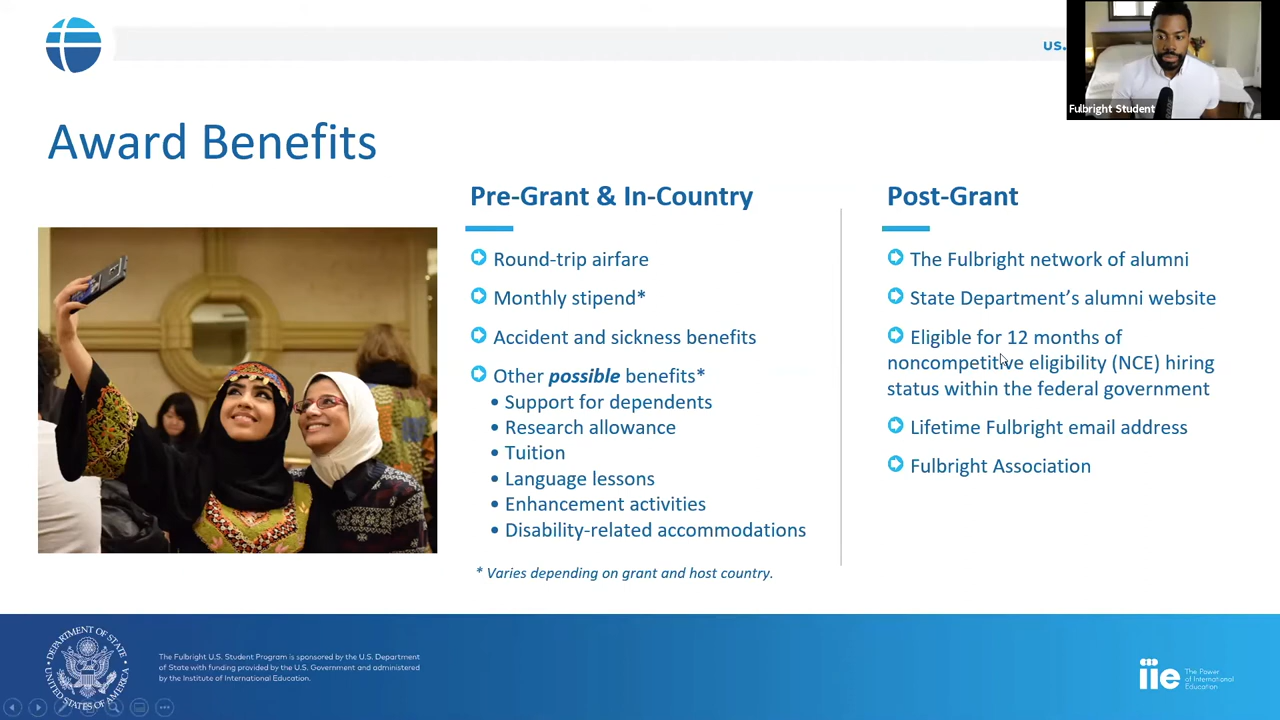 US.
Fulbright Student
Award Benefits
Pre-Grant & In-Country
Round-trip airfare
Monthly stipend*
Accident and sickness benefits
Other possible benefits*
• Support for dependents
• Research allowance
• Tuition
• Language lessons
• Enhancement activities
• Disability-related accommodations
* Varies depending on grant and host country.
Post-Grant
The Fulbright network of alumni
State Department’s alumni website
Eligible for 12 months of
noncompetitive eligibility (NCE) hiring
status within the federal government
Lifetime Fulbright email address
Fulbright Association
DEPARTMENT OF STATE
UNITED STATES OF AMERICA
The Fulbright U.S. Student Program is sponsored by the U.S. Department
of State with funding provided by the U.S. Government and administered
by the Institute of International Education.
iie
The Power
of International
Education